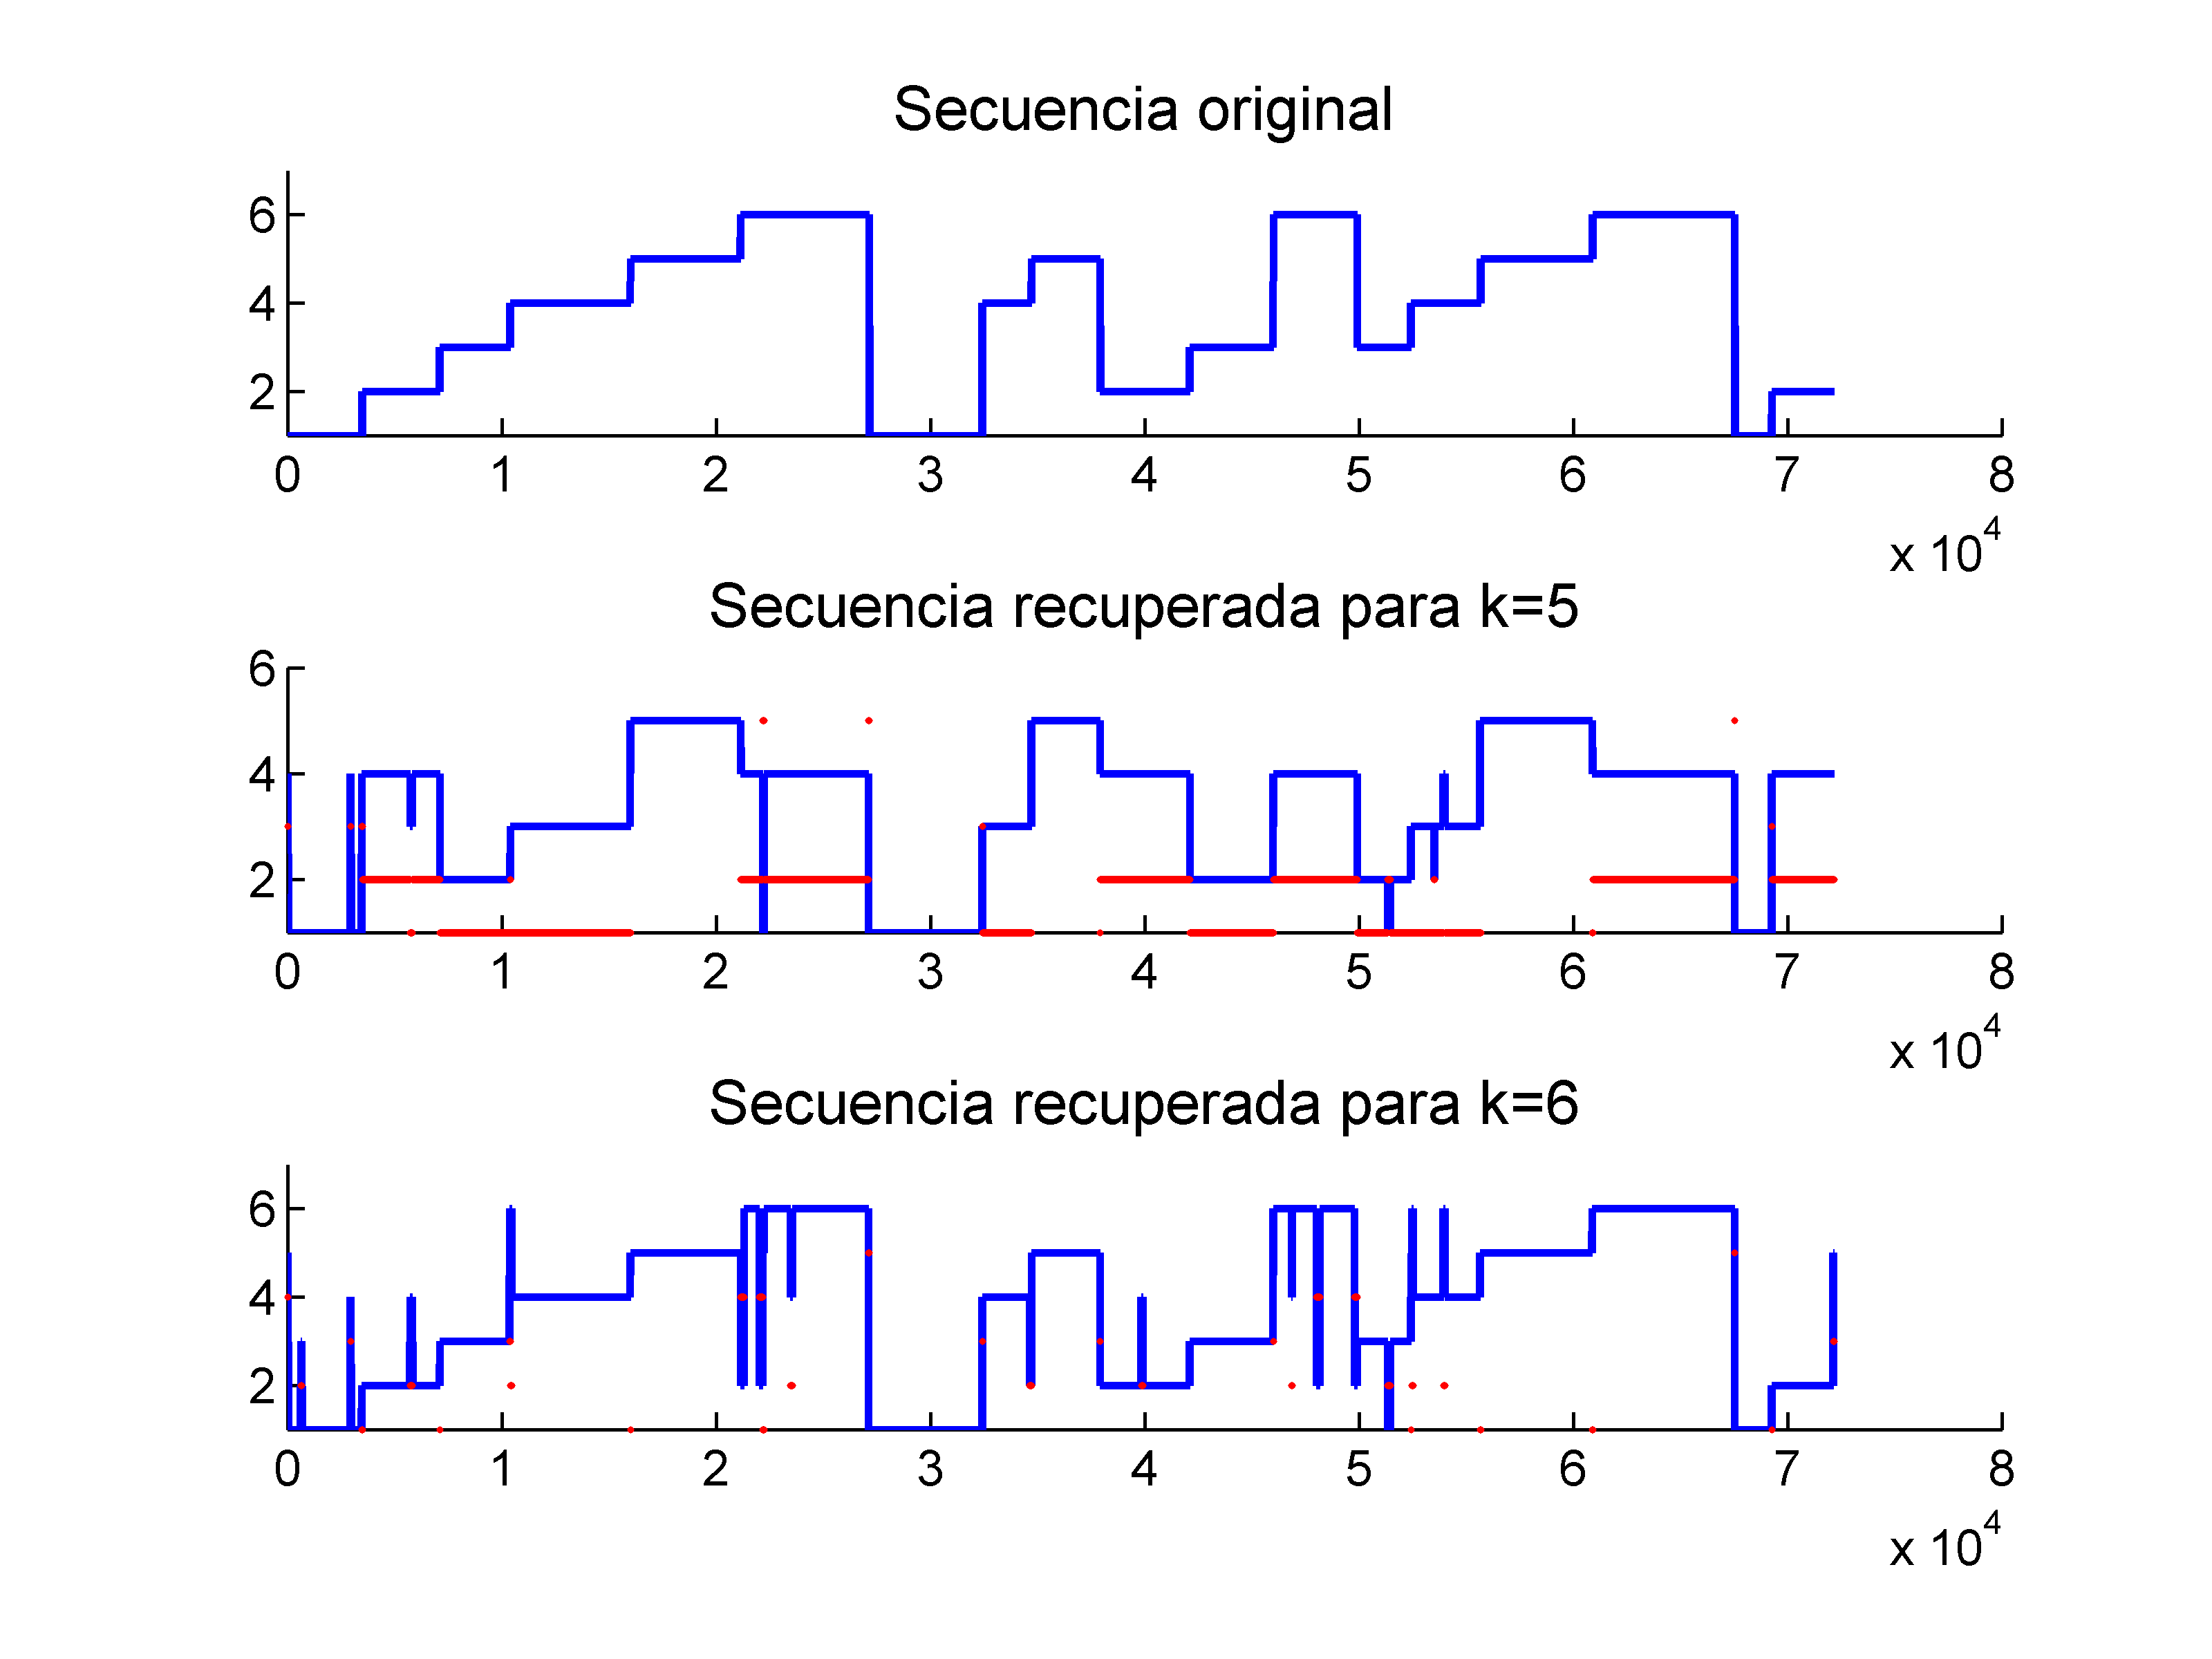 Secuencia original
6
4
2
0 1 2 3 4 5 6 7 8
x 10^4
Secuencia recuperada para k=5
6
4
2
0 1 2 3 4 5 6 7 8
x 10^4
Secuencia recuperada para k=6
6
4
2
0 1 2 3 4 5 6 7 8
x 10^4